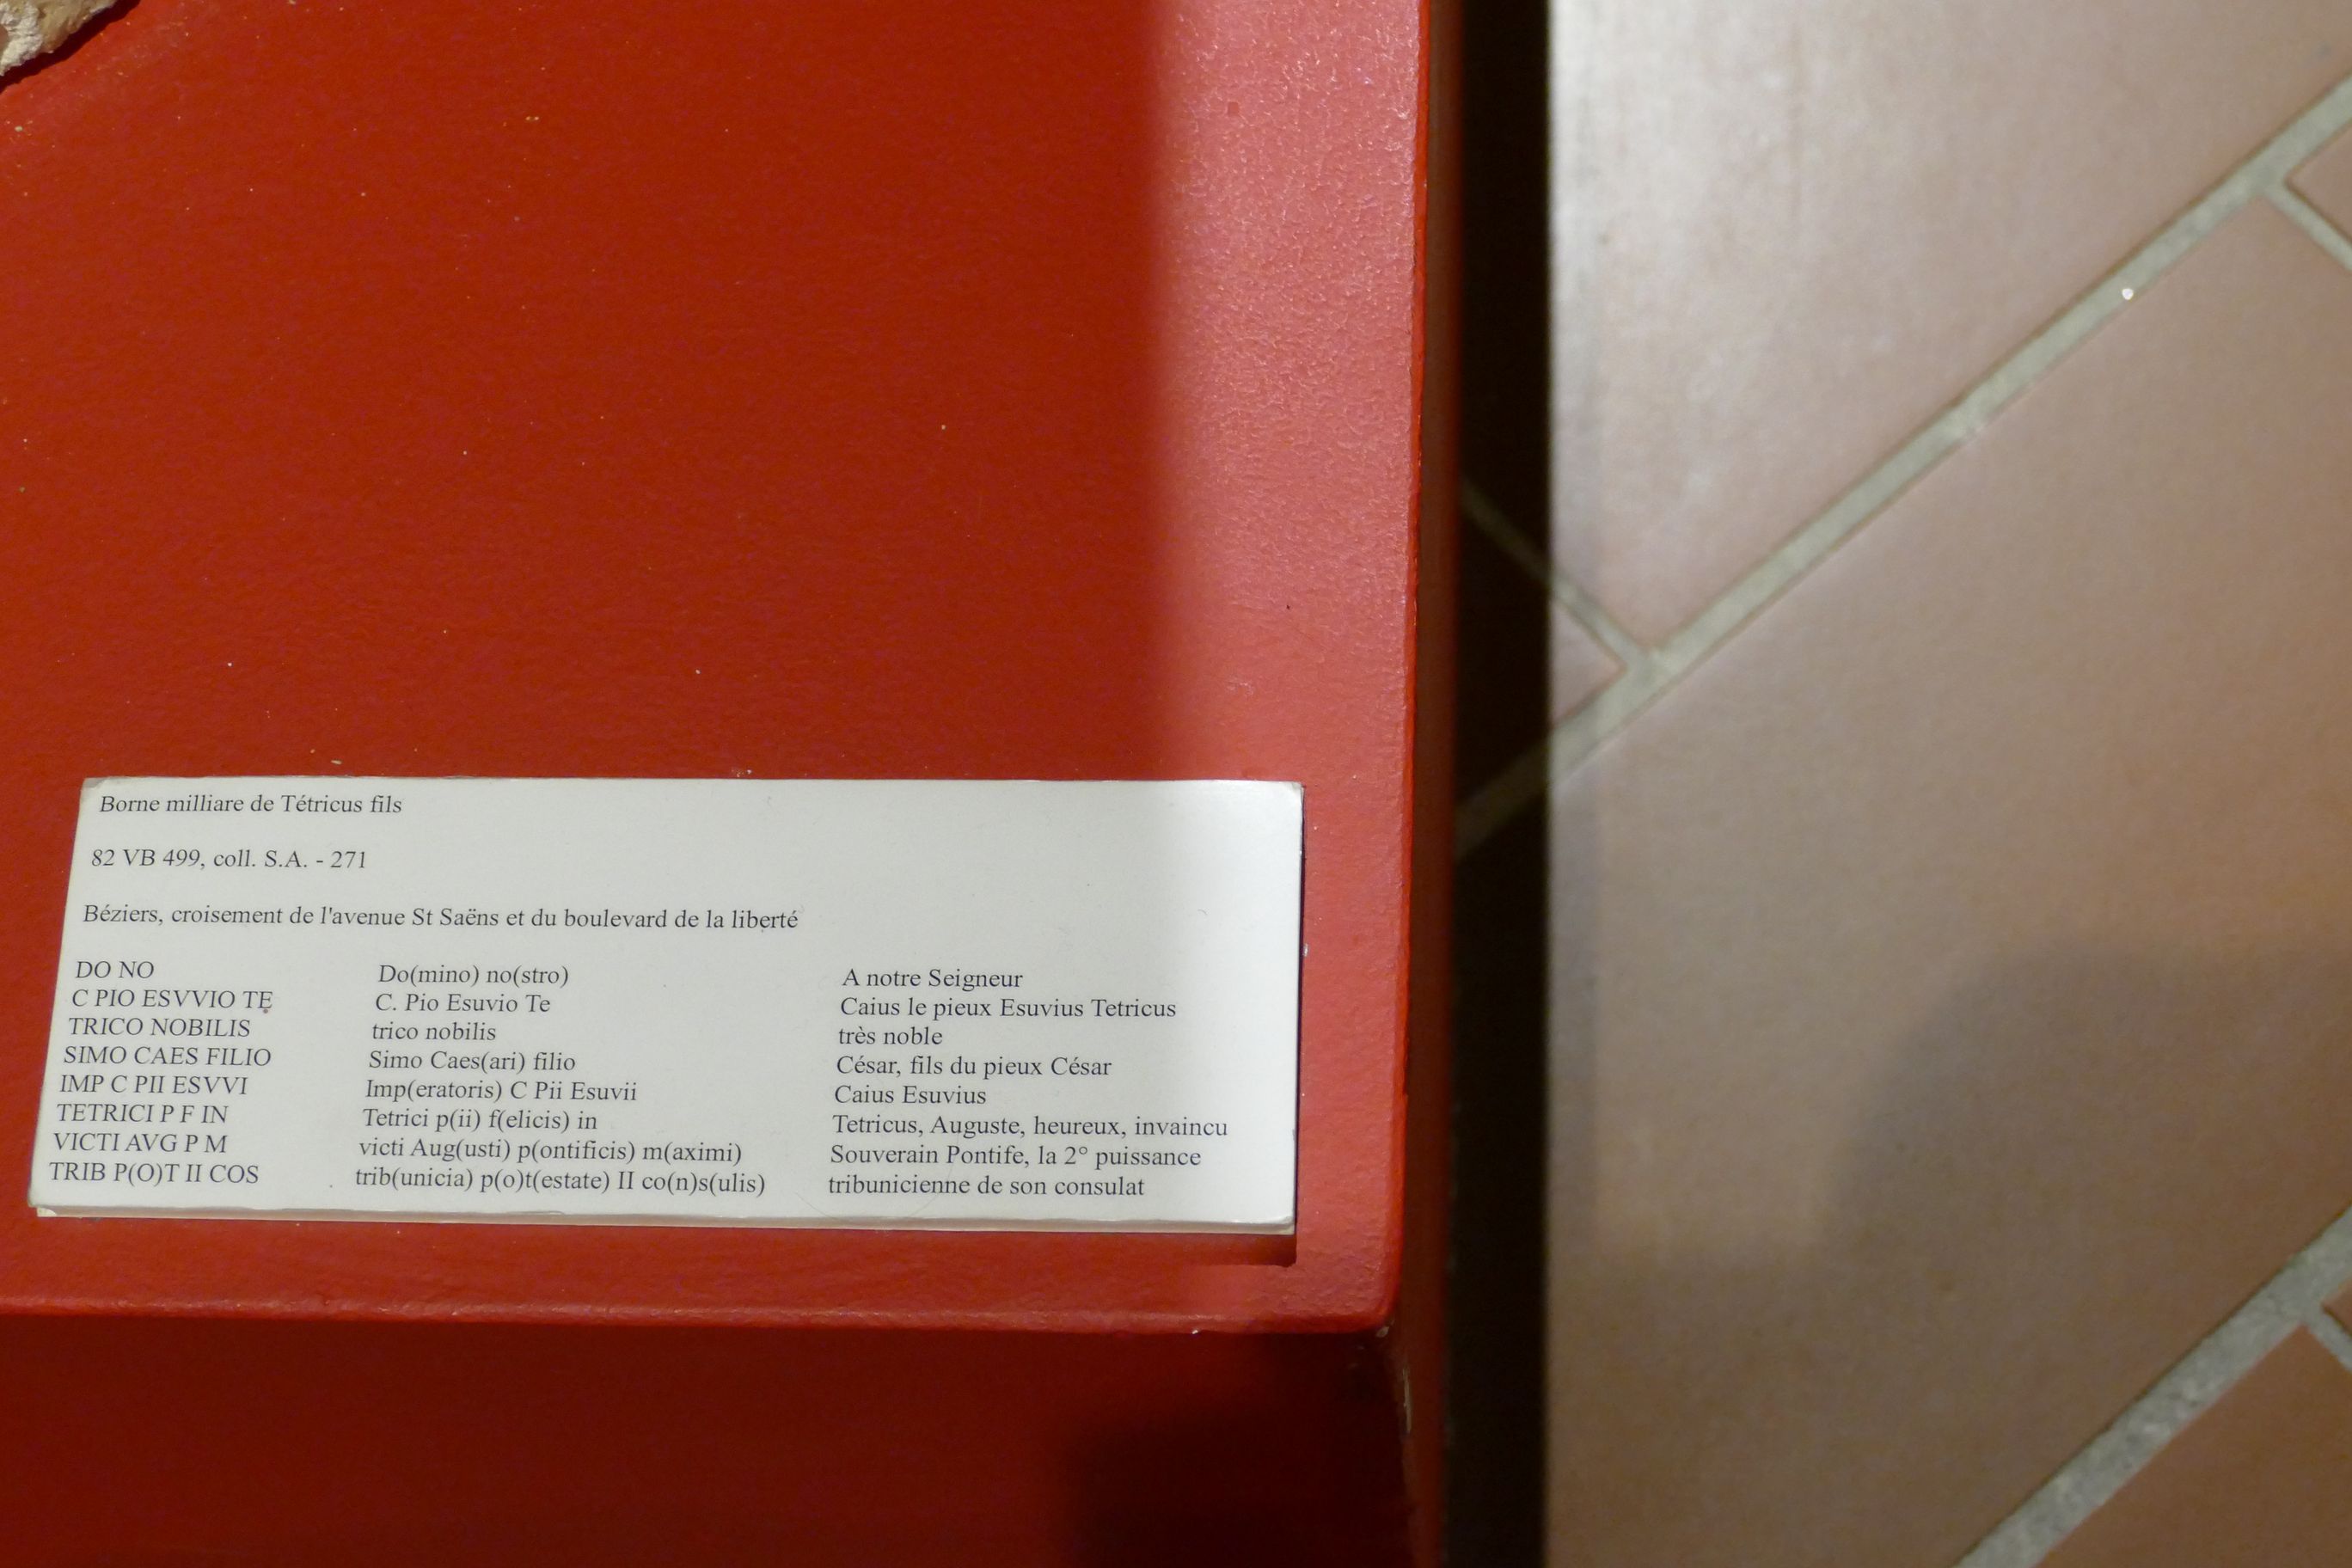 Borne milliare de Tétricus fils
82 VB 499, coll. S.A. - 271
Béziers, croisement de l'avenue St Saëns et du boulevard de la liberté
DO NO
C PIO ESVVIO TE
TRICO NOBILIS
SIMO CAES FILIO
IMP C PII ESVVI
TETRICI P F IN
VICTI AVG P M
TRIB P(O)T II COS
Do(mino) no(stro)
C. Pio Esuvio Te
trico nobilis
Simo Caes(ari) filio
Imp(eratoris) C Pii Esuvii
Tetrici p(ii) f(elicis) in
victi Aug(usti) p(ontificis) m(aximi)
trib(unicia) p(o)t(estate) II co(n)s(ulis)
A notre Seigneur
Caius le pieux Esuvius Tetricus
très noble
César, fils du pieux César
Caius Esuvius
Tetricus, Auguste, heureux, invaincu
Souverain Pontife, la 2° puissance
tribunicienne de son consulat